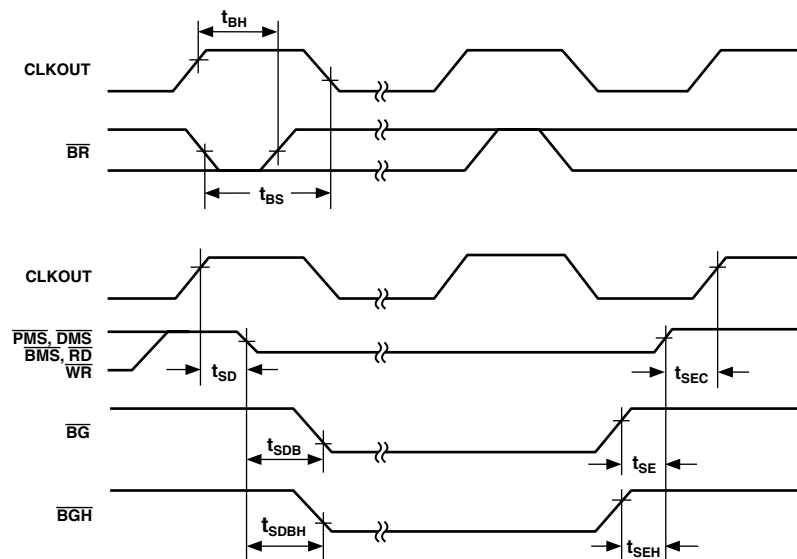 tBH
CLKOUT
BR
tBS
CLKOUT
PMS, DMS
BMS, RD
WR
tSD
tSEC
BG
tSDB
tSE
BGH
tSDBH
tSEH